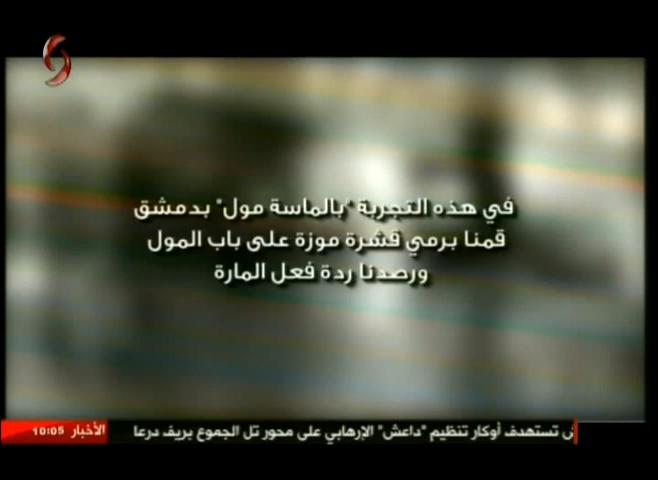 في هذه التجربة "بالماسة مول" بدمشق
قمنا برمي قشرة موزة على باب المول
ورصدنا ردة فعل المارة
الأخبار 10:05
تستهدف أوكار تنظيم "داعش" الإرهابي على محور تل الجموع بريف درعا